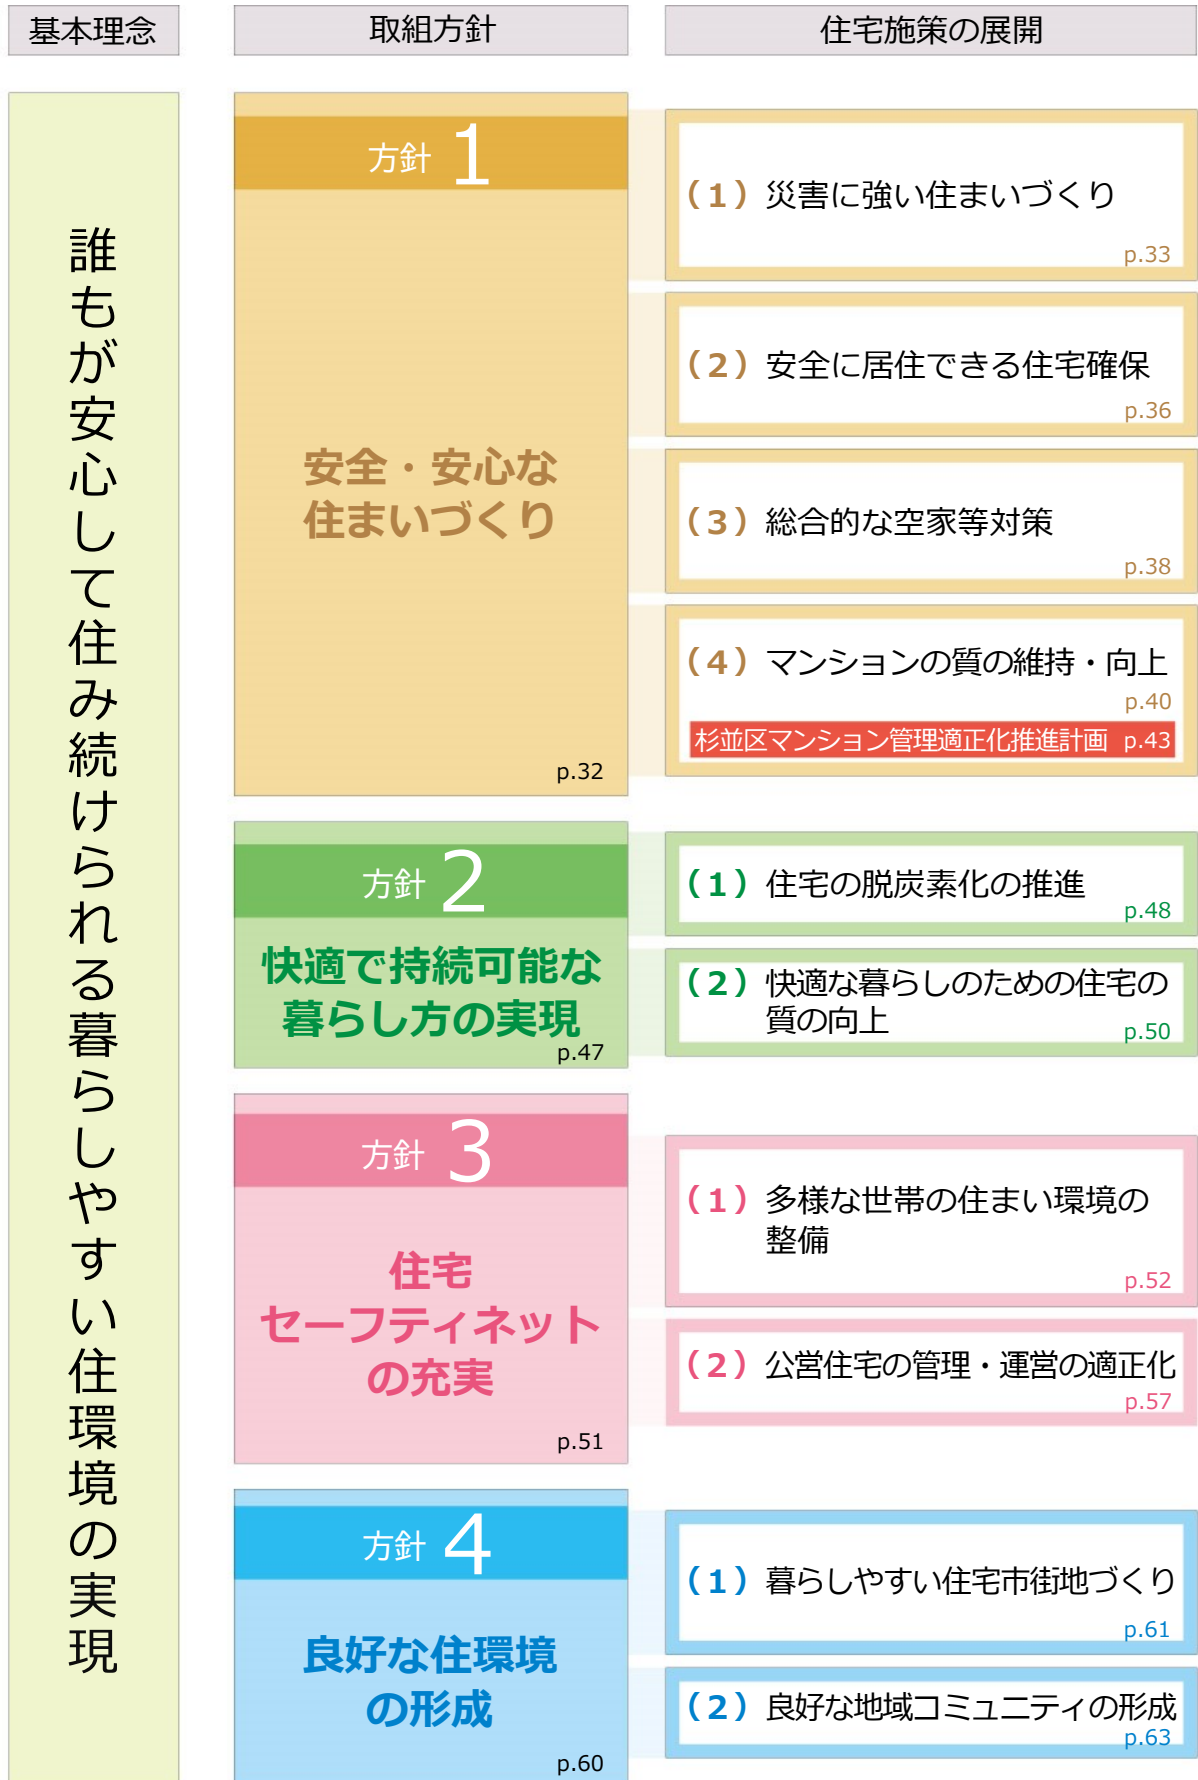 基本理念
取組方針
住宅施策の展開
誰もが安心して住み続けられる暮らしやすい住環境の実現
方針 1
安全・安心な
住まいづくり
p.32
（1）災害に強い住まいづくり
p.33
（2）安全に居住できる住宅確保
p.36
（3）総合的な空家等対策
p.38
（4）マンションの質の維持・向上
p.40
杉並区マンション管理適正化推進計画 p.43
方針 2
快適で持続可能な
暮らし方の実現
p.47
（1）住宅の脱炭素化の推進
p.48
（2）快適な暮らしのための住宅の
質の向上
p.50
方針 3
住宅
セーフティネット
の充実
p.51
（1）多様な世帯の住まい環境の
整備
p.52
（2）公営住宅の管理・運営の適正化
p.57
方針 4
良好な住環境
の形成
p.60
（1）暮らしやすい住宅市街地づくり
p.61
（2）良好な地域コミュニティの形成
p.63